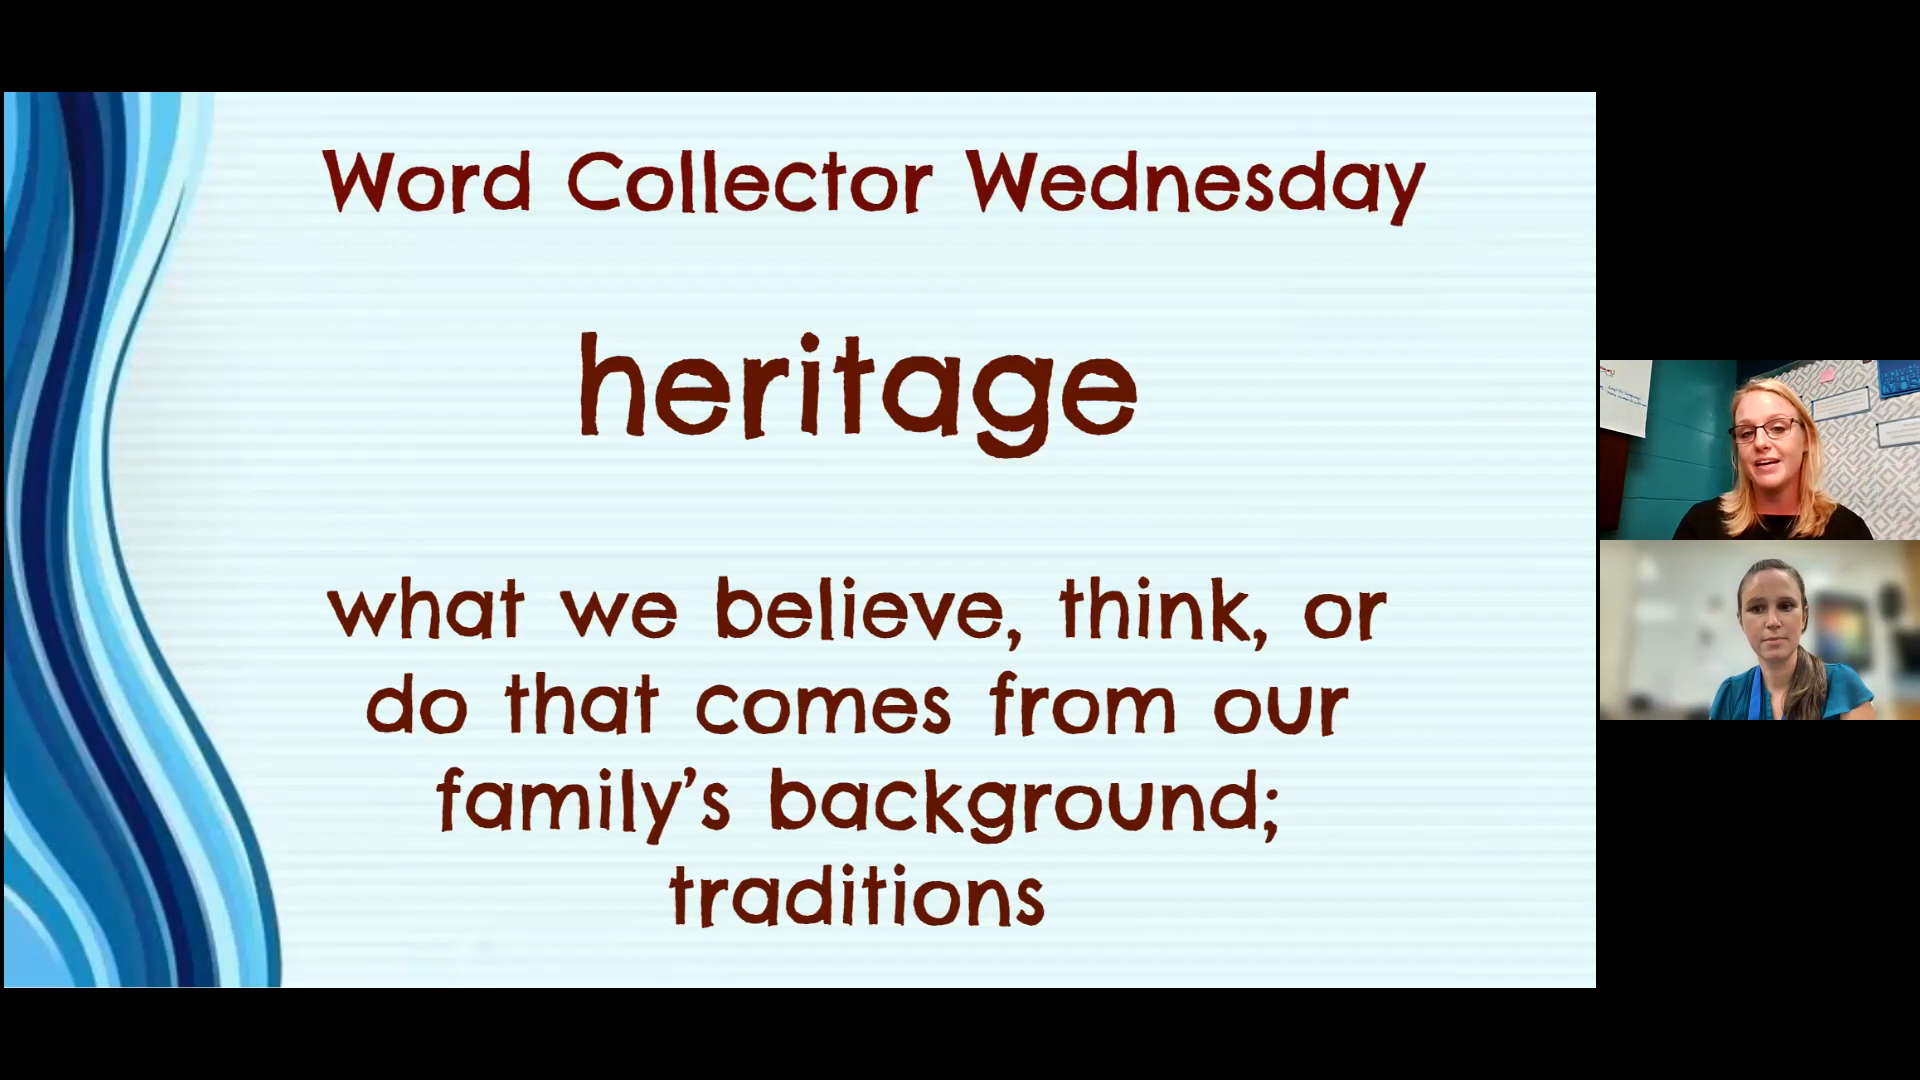 Word Collector Wednesday
heritage
what we believe, think, or
do that comes from our
family's background;
traditions